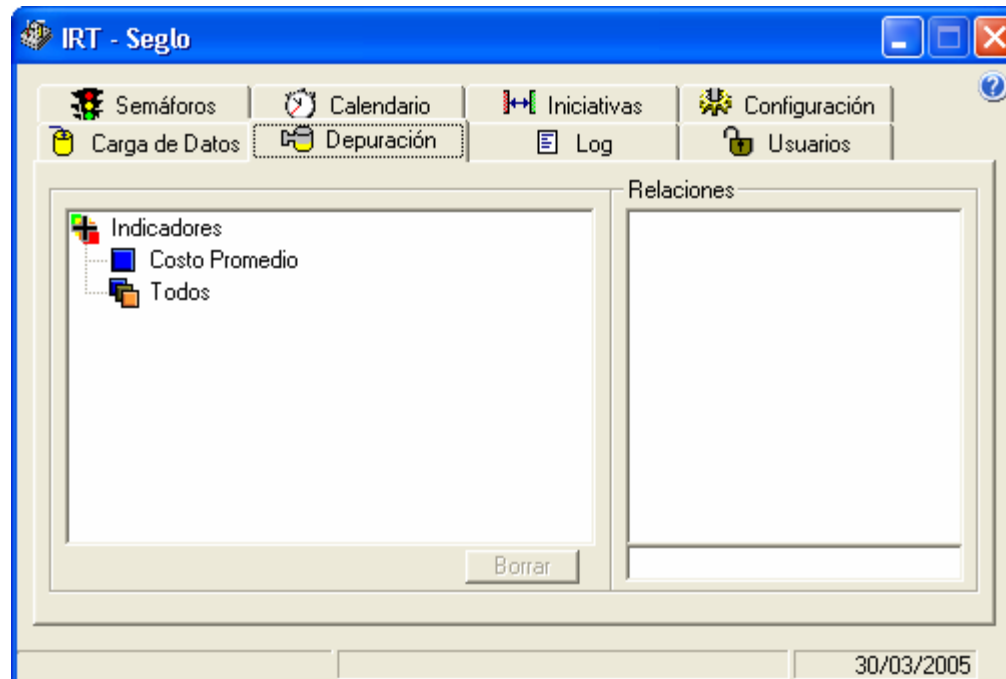 IRT - Seglo
Semáforos
Calendario
Iniciativas
Configuración
Carga de Datos
Depuración
Log
Usuarios
Relaciones
Indicadores
Costo Promedio
Todos
Borrar
30/03/2005